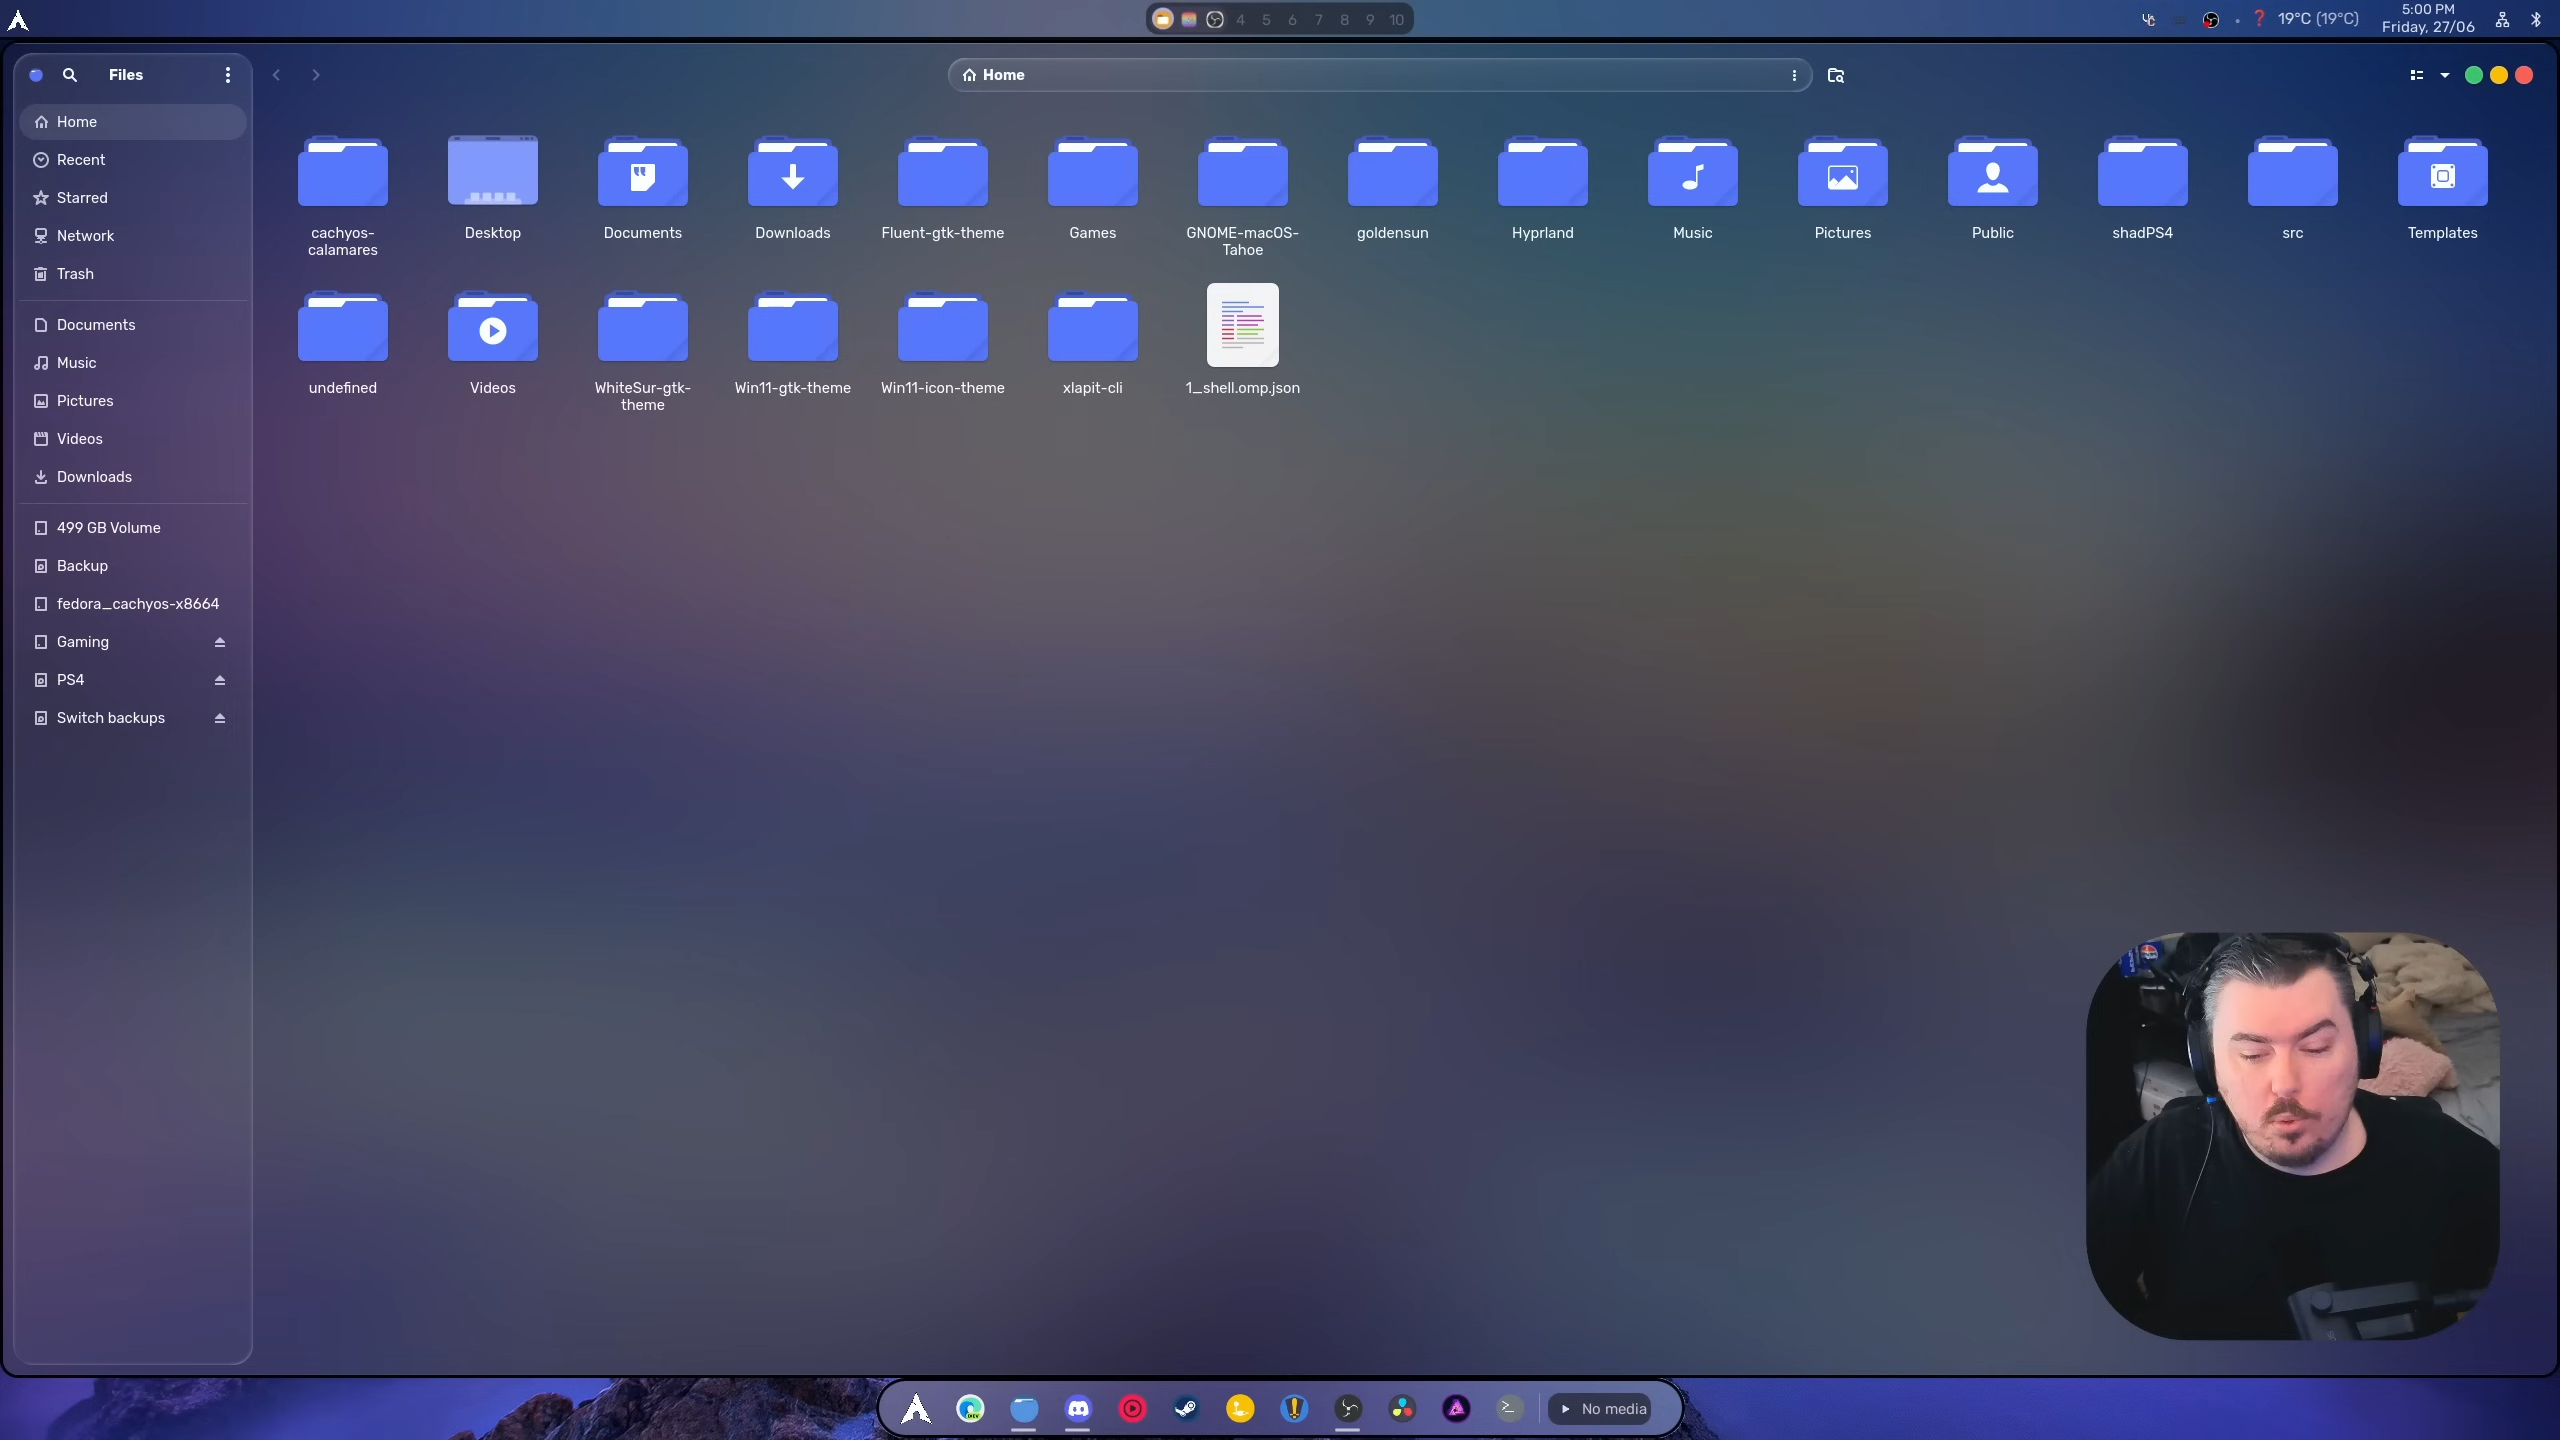 4 5 6 7 8 9 10
19°C (19°C)
5:00 PM
Friday, 27/06
Files
Home
Home
Recent
Starred
Network
Trash
Documents
Music
Pictures
Videos
Downloads
499 GB Volume
Backup
fedora_cachyos-x8664
Gaming
PS4
Switch backups
cachyos-
calamares
Desktop
Documents
Downloads
Fluent-gtk-theme
Games
GNOME-macOS-
Tahoe
goldensun
Hyprland
Music
Pictures
Public
shadPS4
src
Templates
undefined
Videos
WhiteSur-gtk-
theme
Win11-gtk-theme
Win11-icon-theme
xlapit-cli
1_shell.omp.json
DEV
No media